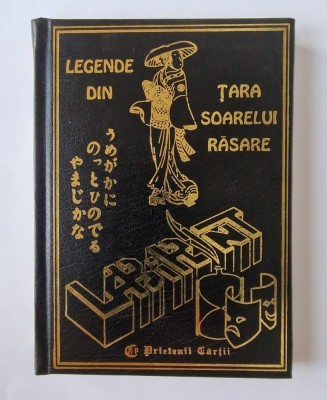 LEGENDE
DIN
ȚARA
SOARELUI
RĂSARE
うめがかに
のっとひのでる
やまじかな
LABIRINT
Prietenii Cărții